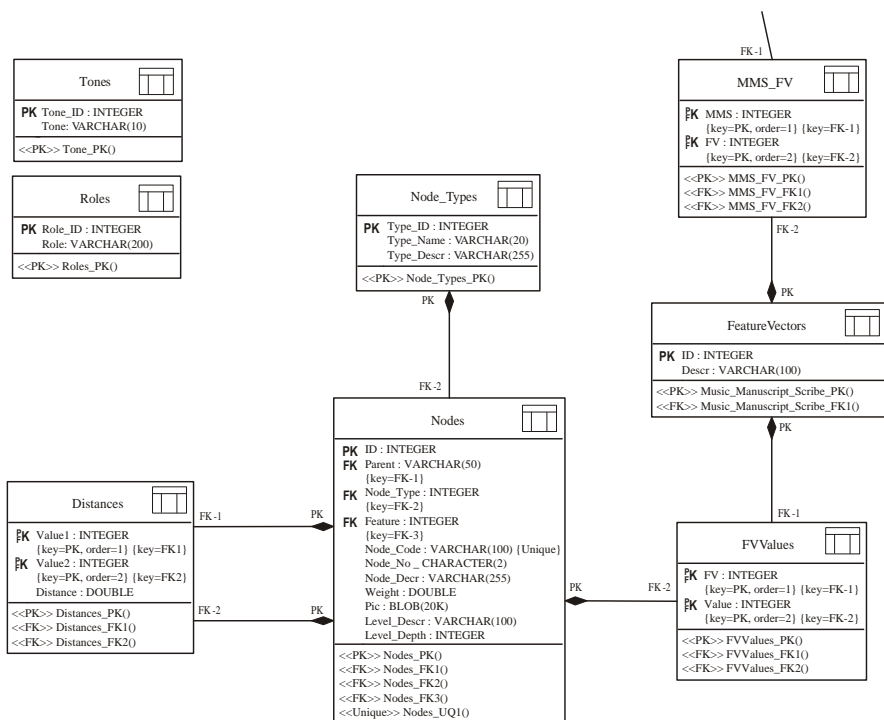 Tones
PK Tone_ID : INTEGER
Tone: VARCHAR(10)
<<PK>> Tone_PK()
Roles
PK Role_ID : INTEGER
Role: VARCHAR(200)
<<PK>> Roles_PK()
Node_Types
PK Type_ID : INTEGER
Type_Name : VARCHAR(20)
Type_Descr : VARCHAR(255)
<<PK>> Node_Types_PK()
PK
FK-2
FK-1
MMS_FV
PFK MMS : INTEGER
{key=PK, order=1} {key=FK-1}
PFK FV : INTEGER
{key=PK, order=2} {key=FK-2}
<<PK>> MMS_FV_PK()
<<FK>> MMS_FV_FK1()
<<FK>> MMS_FV_FK2()
FK-2
PK
FeatureVectors
PK ID : INTEGER
Descr : VARCHAR(100)
<<PK>> Music_Manuscript_Scribe_PK()
<<FK>> Music_Manuscript_Scribe_FK1()
PK
FK-1
Nodes
PK ID : INTEGER
FK Parent : VARCHAR(50)
{key=FK-1}
FK Node_Type : INTEGER
{key=FK-2}
FK Feature : INTEGER
{key=FK-3}
Node_Code : VARCHAR(100) {Unique}
Node_No _ CHARACTER(2)
Node_Decr : VARCHAR(255)
Weight : DOUBLE
Pic : BLOB(20K)
Level_Descr : VARCHAR(100)
Level_Depth : INTEGER
<<PK>> Nodes_PK()
<<FK>> Nodes_FK1()
<<FK>> Nodes_FK2()
<<FK>> Nodes_FK3()
<<Unique>> Nodes_UQ1()
Distances
PFK Value1 : INTEGER
{key=PK, order=1} {key=FK1}
PFK Value2 : INTEGER
{key=PK, order=2} {key=FK2}
Distance : DOUBLE
<<PK>> Distances_PK()
<<FK>> Distances_FK1()
<<FK>> Distances_FK2()
FK-1
PK
FK-2
PK
PK
FK-2
FVValues
PFK FV : INTEGER
{key=PK, order=1} {key=FK-1}
PFK Value : INTEGER
{key=PK, order=2} {key=FK-2}
<<PK>> FVValues_PK()
<<FK>> FVValues_FK1()
<<FK>> FVValues_FK2()